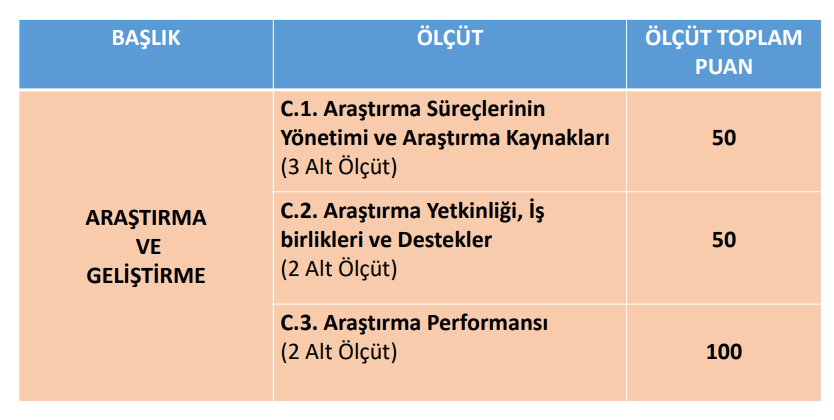 BAŞLIK
ÖLÇÜT
ÖLÇÜT TOPLAM
PUAN
ARAŞTIRMA
VE
GELİŞTİRME
C.1. Araştırma Süreçlerinin
Yönetimi ve Araştırma Kaynakları
(3 Alt Ölçüt)
50
C.2. Araştırma Yetkinliği, İş
birlikleri ve Destekler
(2 Alt Ölçüt)
50
C.3. Araştırma Performansı
(2 Alt Ölçüt)
100